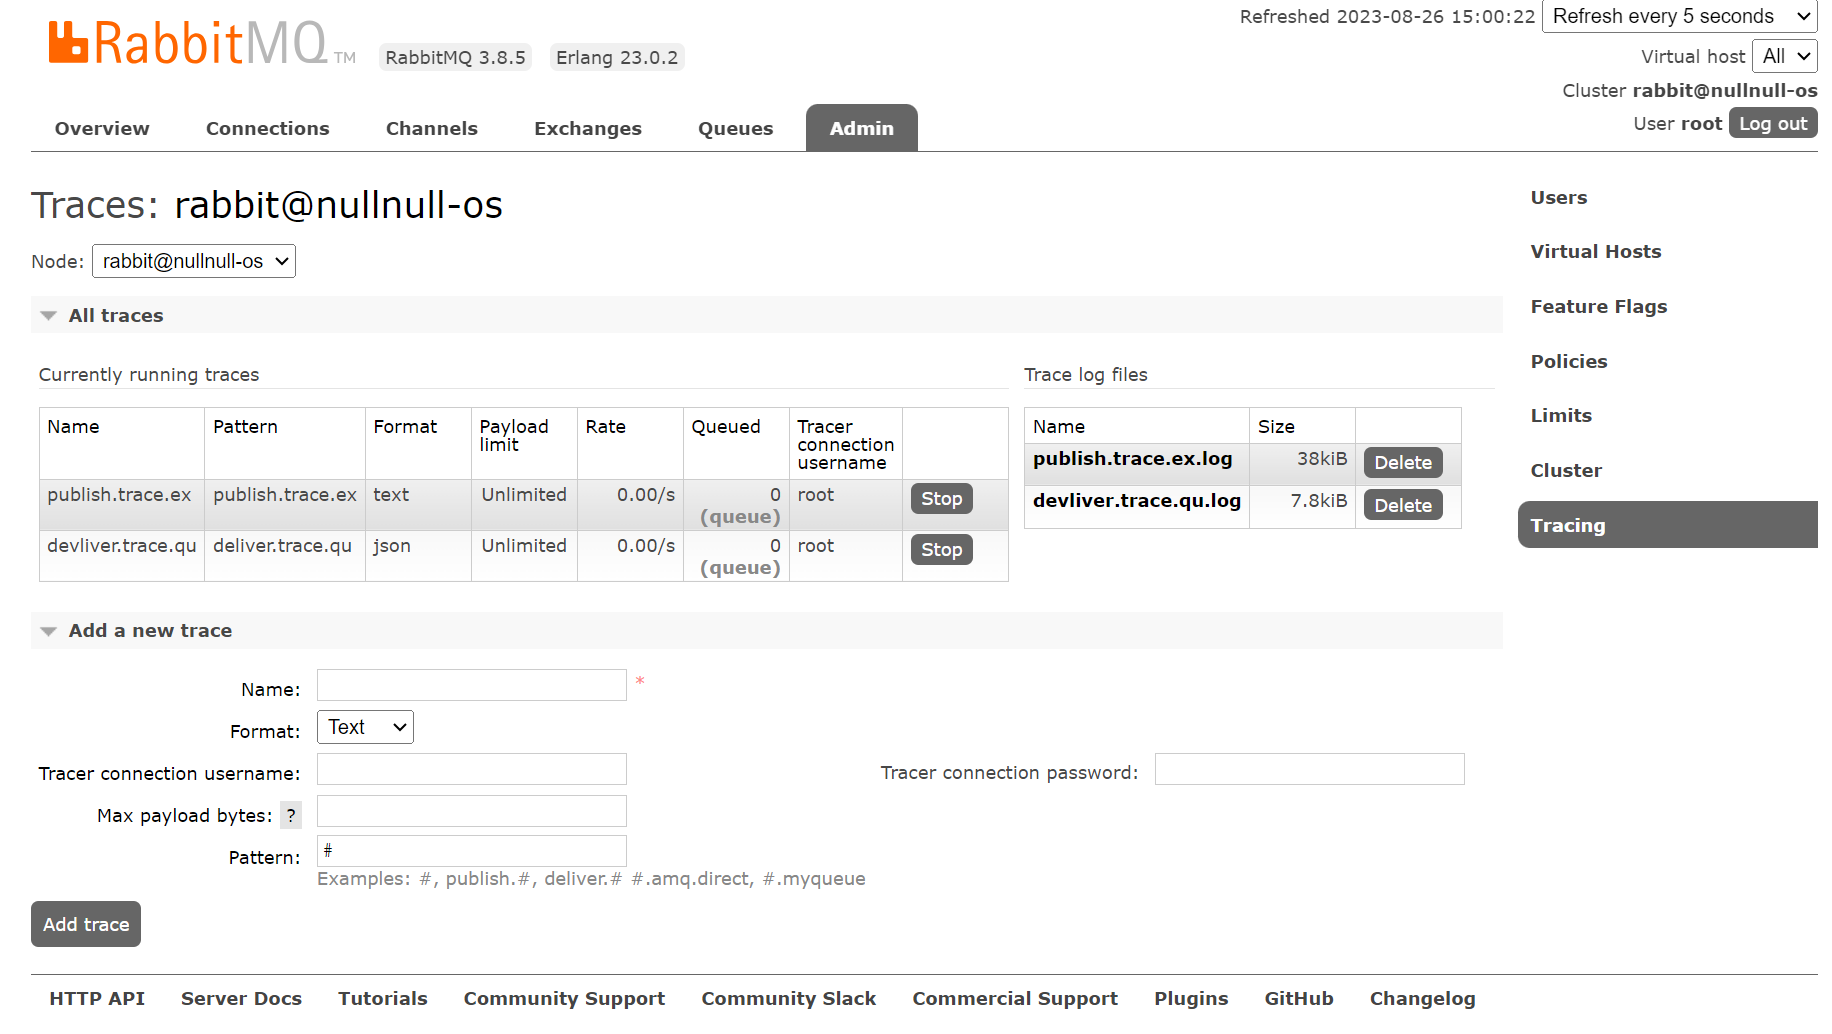 RabbitMQ TM RabbitMQ 3.8.5 Erlang 23.0.2
Refreshed 2023-08-26 15:00:22 Refresh every 5 seconds
Virtual host All
Cluster rabbit@nullnull-os
User root Log out
Overview Connections Channels Exchanges Queues Admin
Traces: rabbit@nullnull-os
Node: rabbit@nullnull-os
All traces
Currently running traces
Name Pattern Format Payload limit Rate Queued Tracer connection username
publish.trace.ex publish.trace.ex text Unlimited 0.00/s 0 (queue) root Stop
devliver.trace.qu deliver.trace.qu json Unlimited 0.00/s 0 (queue) root Stop
Trace log files
Name Size
publish.trace.ex.log 38kiB Delete
devliver.trace.qu.log 7.8kiB Delete
Add a new trace
Name: *
Format: Text
Tracer connection username: Tracer connection password:
Max payload bytes: ?
Pattern: #
Examples: #, publish.#, deliver.# #.amq.direct, #.myqueue
Add trace
Users
Virtual Hosts
Feature Flags
Policies
Limits
Cluster
Tracing
HTTP API Server Docs Tutorials Community Support Community Slack Commercial Support Plugins GitHub Changelog